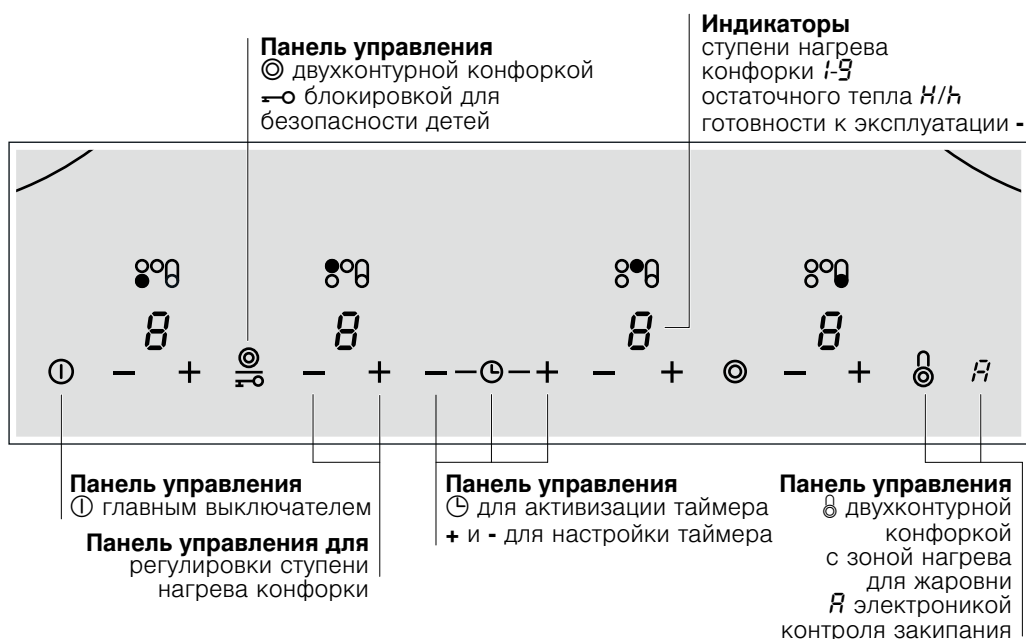 Панель управления
◎ двухконтурной конфоркой
блокировкой для
безопасности детей
Индикаторы
ступени нагрева
конфорки 1-9
остаточного тепла H/h
готовности к эксплуатации -
8 8 8 8
− + − + − − + − + ◎ − + A
Панель управления
главным выключателем
Панель управления для
регулировки ступени
нагрева конфорки
Панель управления
для активизации таймера
+ и - для настройки таймера
Панель управления
двухконтурной
конфоркой
с зоной нагрева
для жаровни
A электроникой
контроля закипания